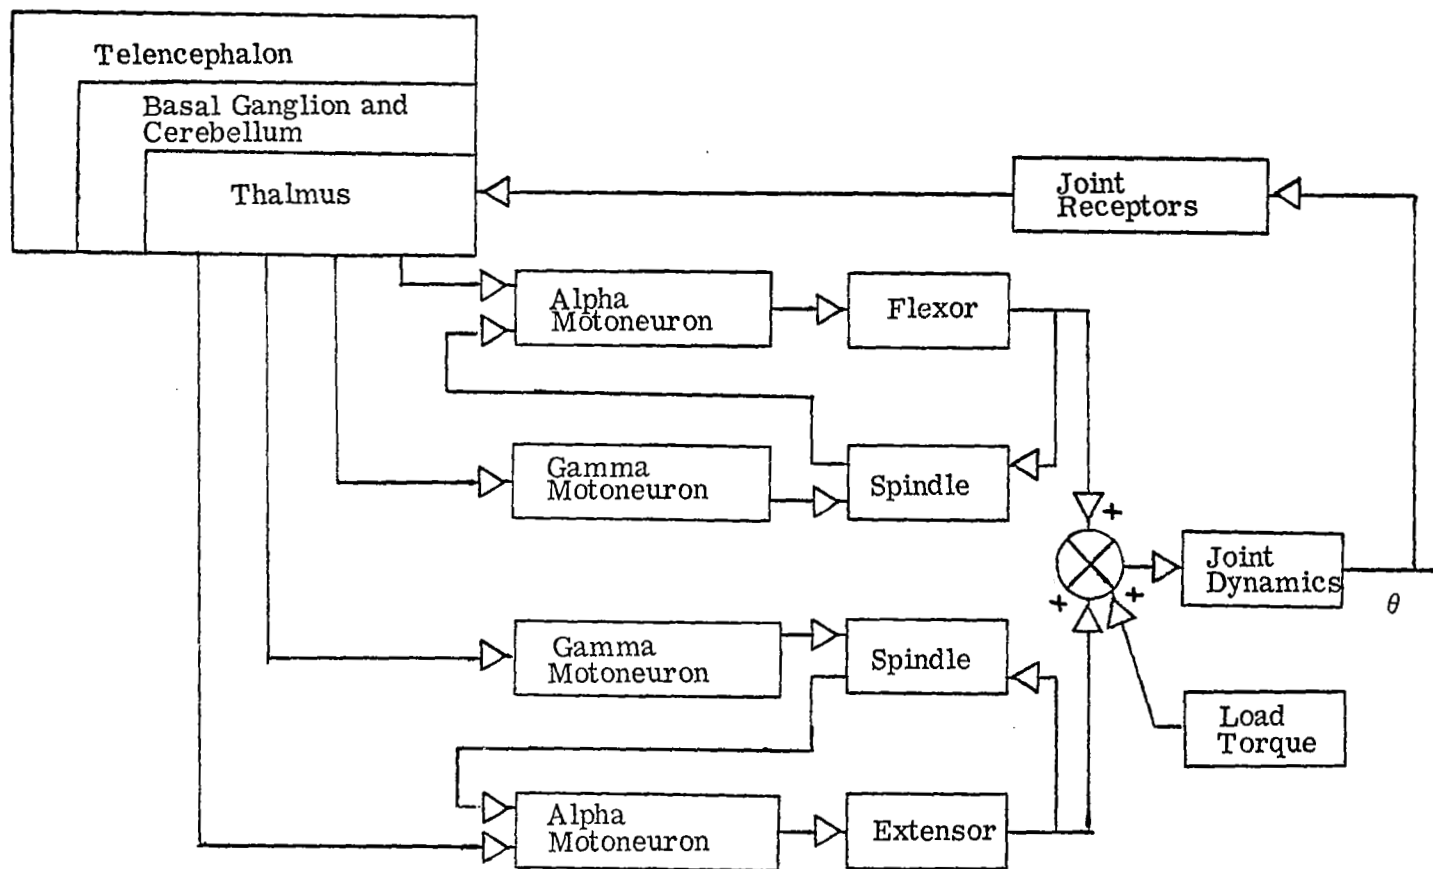 Telencephalon
Basal Ganglion and
Cerebellum
Thalmus
Joint
Receptors
Alpha
Motoneuron
Flexor
Gamma
Motoneuron
Spindle
+
Joint
Dynamics
θ
+
+
Gamma
Motoneuron
Spindle
Load
Torque
Alpha
Motoneuron
Extensor